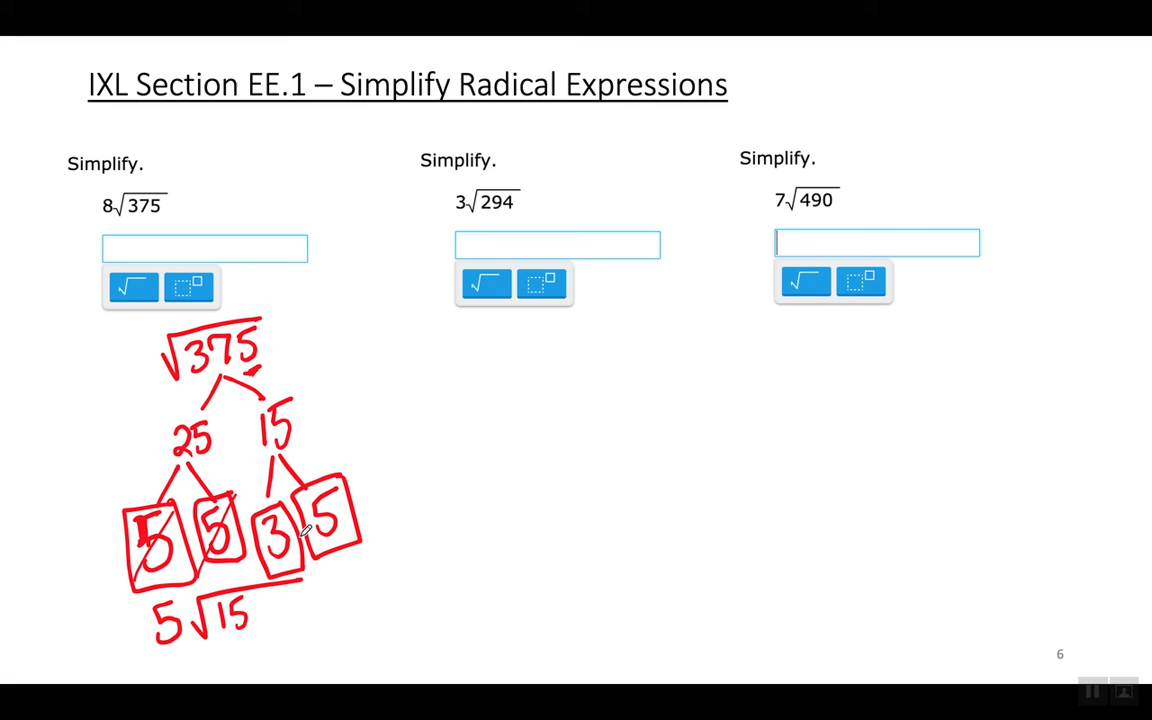 IXL Section EE.1 – Simplify Radical Expressions
Simplify.
8√375
Simplify.
3√294
Simplify.
7√490
√375
25 15
5 5 3 5
5√15
6